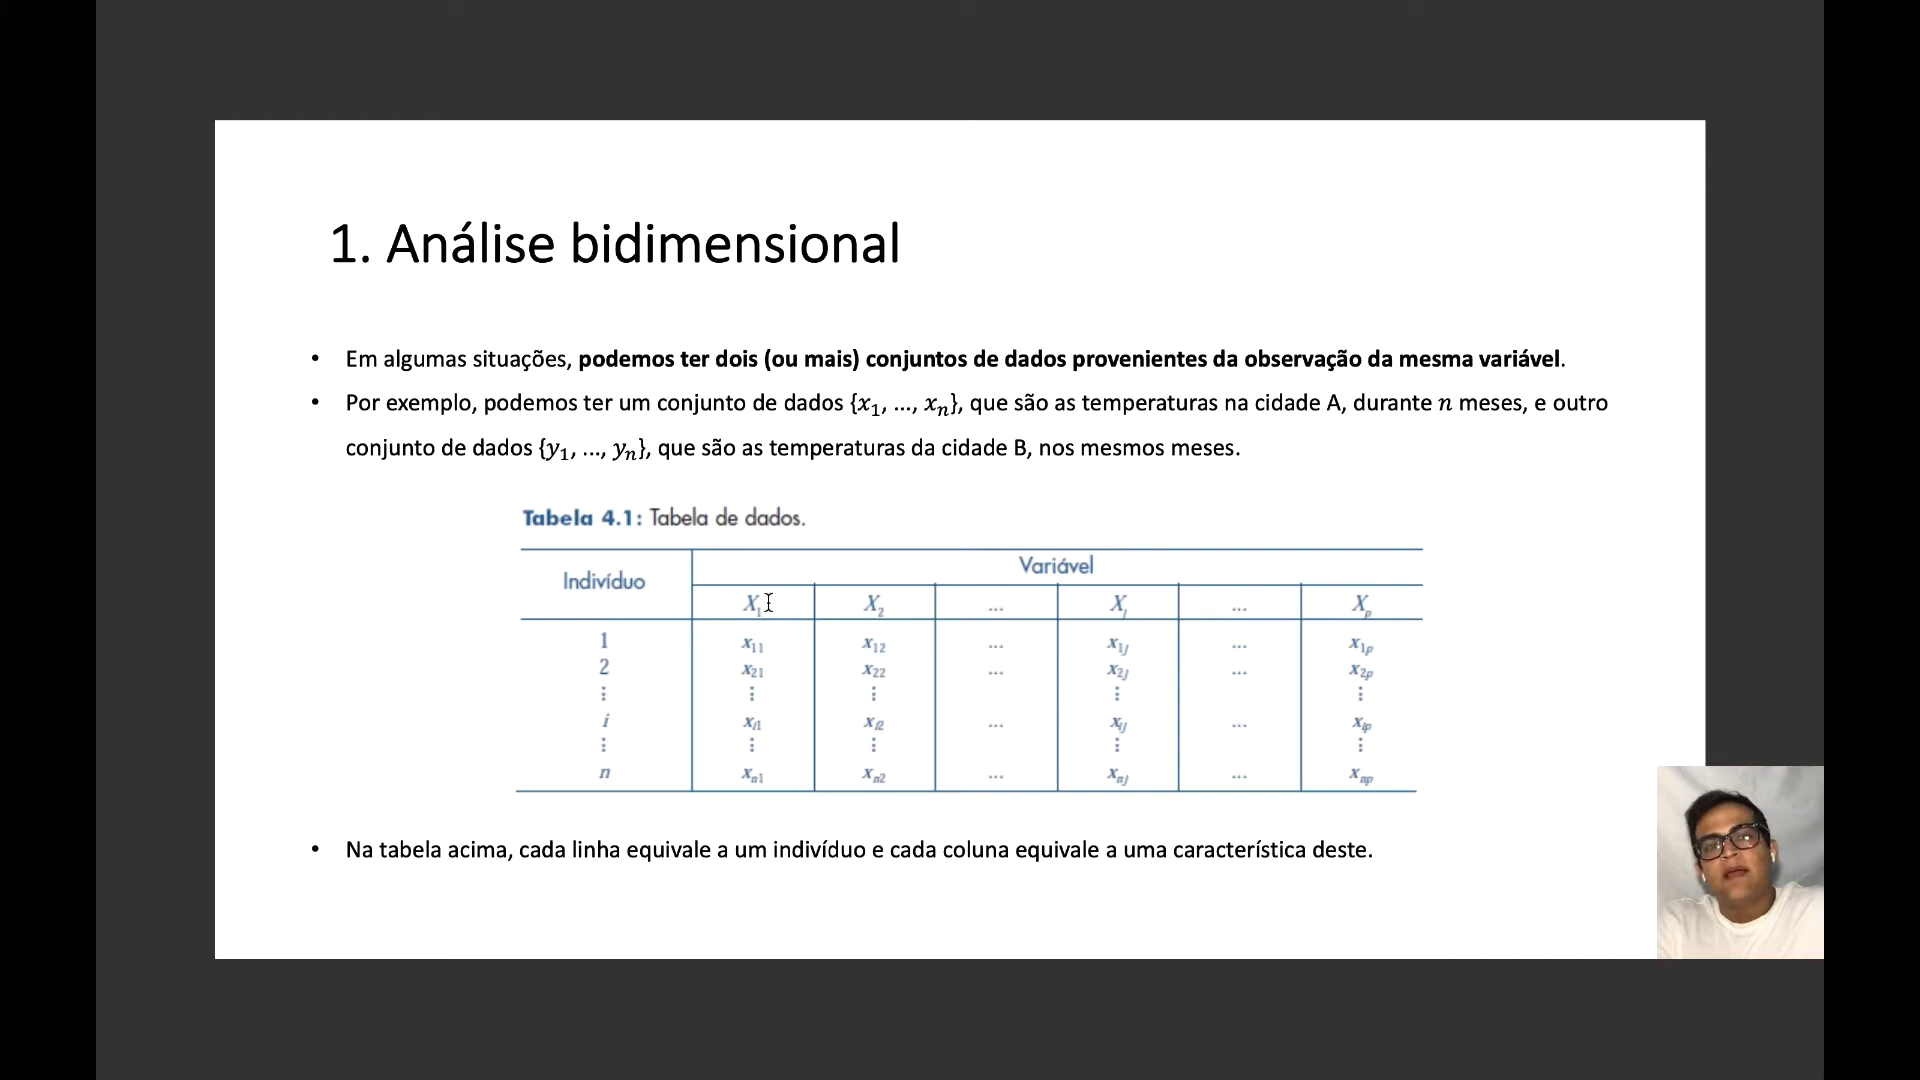 1. Análise bidimensional
• Em algumas situações, podemos ter dois (ou mais) conjuntos de dados provenientes da observação da mesma variável.
• Por exemplo, podemos ter um conjunto de dados {x₁, ..., xₙ}, que são as temperaturas na cidade A, durante n meses, e outro
conjunto de dados {y₁, ..., yₙ}, que são as temperaturas da cidade B, nos mesmos meses.
Tabela 4.1: Tabela de dados.
Indivíduo Variável
X₁ X₂ ... Xⱼ ... Xₚ
1 x₁₁ x₁₂ ... x₁ⱼ ... x₁ₚ
2 x₂₁ x₂₂ ... x₂ⱼ ... x₂ₚ
⋮ ⋮ ⋮ ⋮ ⋮
i xᵢ₁ xᵢ₂ ... xᵢⱼ ... xᵢₚ
⋮ ⋮ ⋮ ⋮ ⋮
n xₙ₁ xₙ₂ ... xₙⱼ ... xₙₚ
• Na tabela acima, cada linha equivale a um indivíduo e cada coluna equivale a uma característica deste.